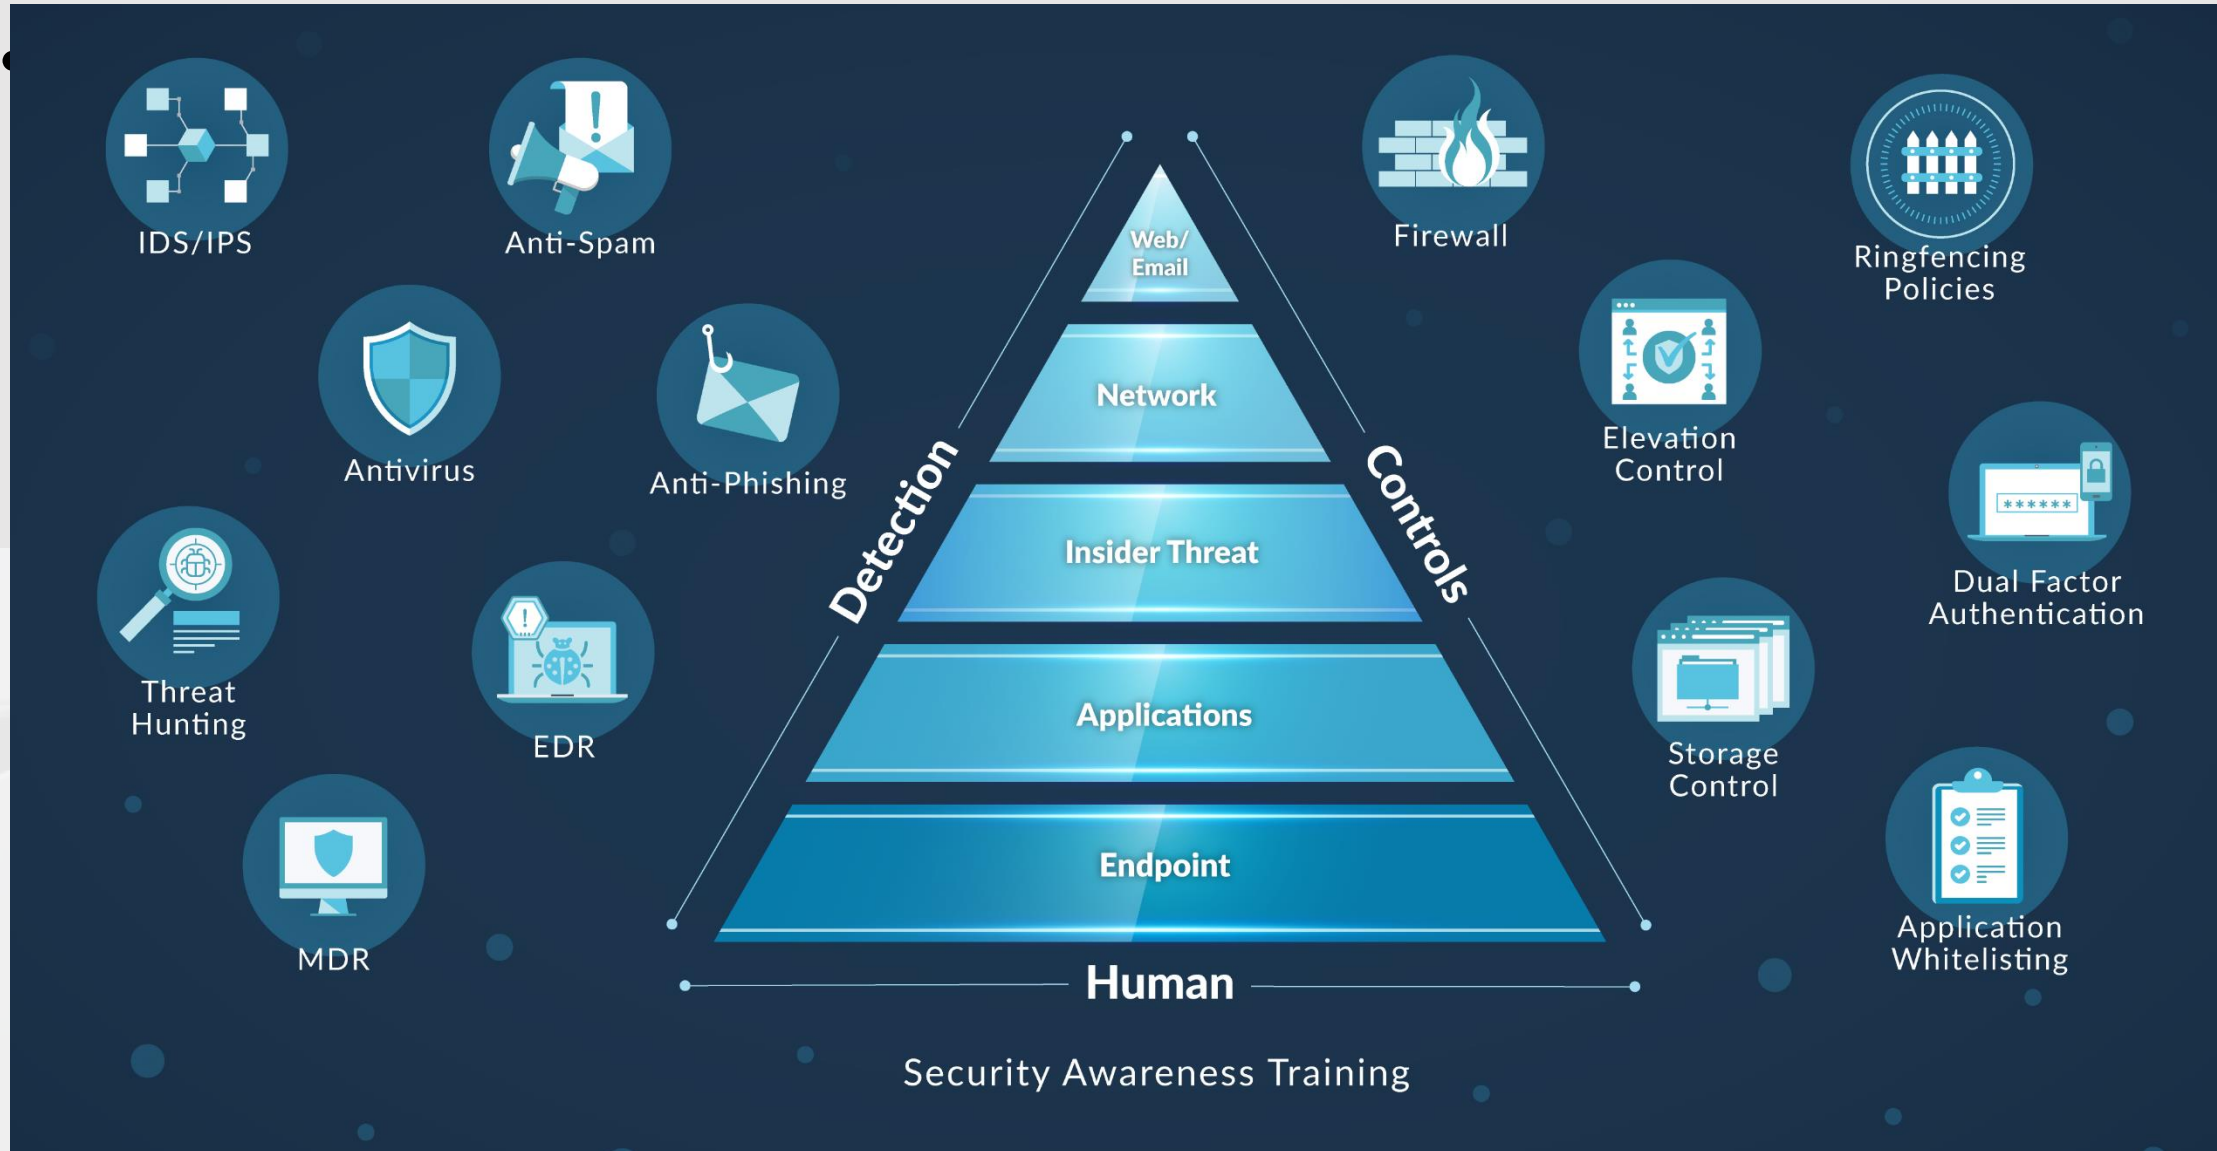 IDS/IPS
Anti-Spam
Antivirus
Anti-Phishing
Threat
Hunting
EDR
MDR
Detection
Web/
Email
Network
Insider Threat
Applications
Endpoint
Controls
Human
Security Awareness Training
Firewall
Ringfencing
Policies
Elevation
Control
******
Dual Factor
Authentication
Storage
Control
Application
Whitelisting